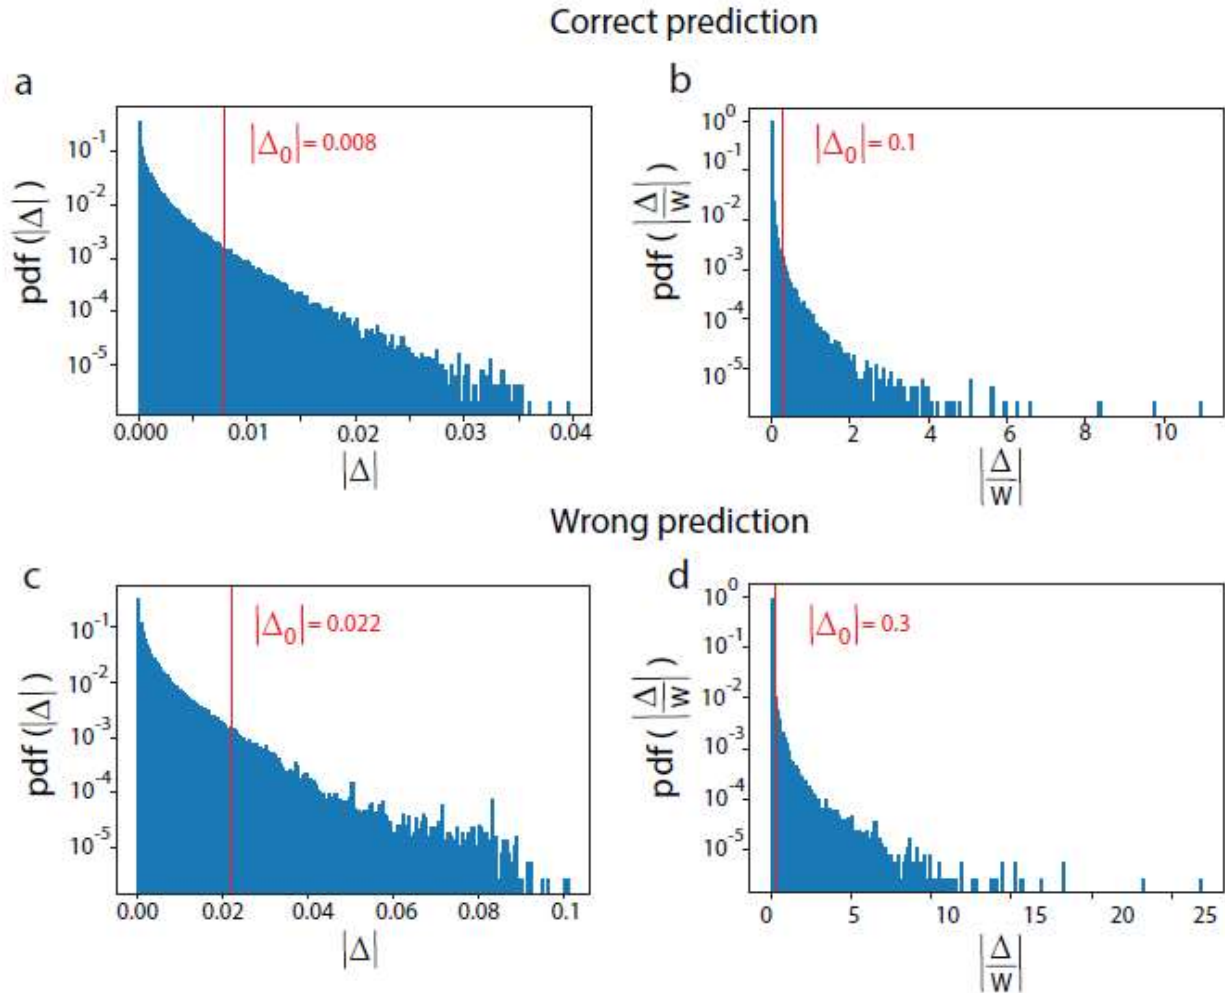 Correct prediction
a
|Δ₀| = 0.008
pdf (|Δ|)
10⁻¹
10⁻²
10⁻³
10⁻⁴
10⁻⁵
0.000
0.01
0.02
0.03
0.04
|Δ|
b
|Δ₀| = 0.1
pdf (|Δ/w|)
10⁰
10⁻¹
10⁻²
10⁻³
10⁻⁴
10⁻⁵
0
2
4
6
8
10
|Δ/W|
Wrong prediction
c
|Δ₀| = 0.022
pdf (|Δ|)
10⁻¹
10⁻²
10⁻³
10⁻⁴
10⁻⁵
0.00
0.02
0.04
0.06
0.08
0.1
|Δ|
d
|Δ₀| = 0.3
pdf (|Δ/w|)
10⁰
10⁻¹
10⁻²
10⁻³
10⁻⁴
10⁻⁵
0
5
10
15
20
25
|Δ/W|